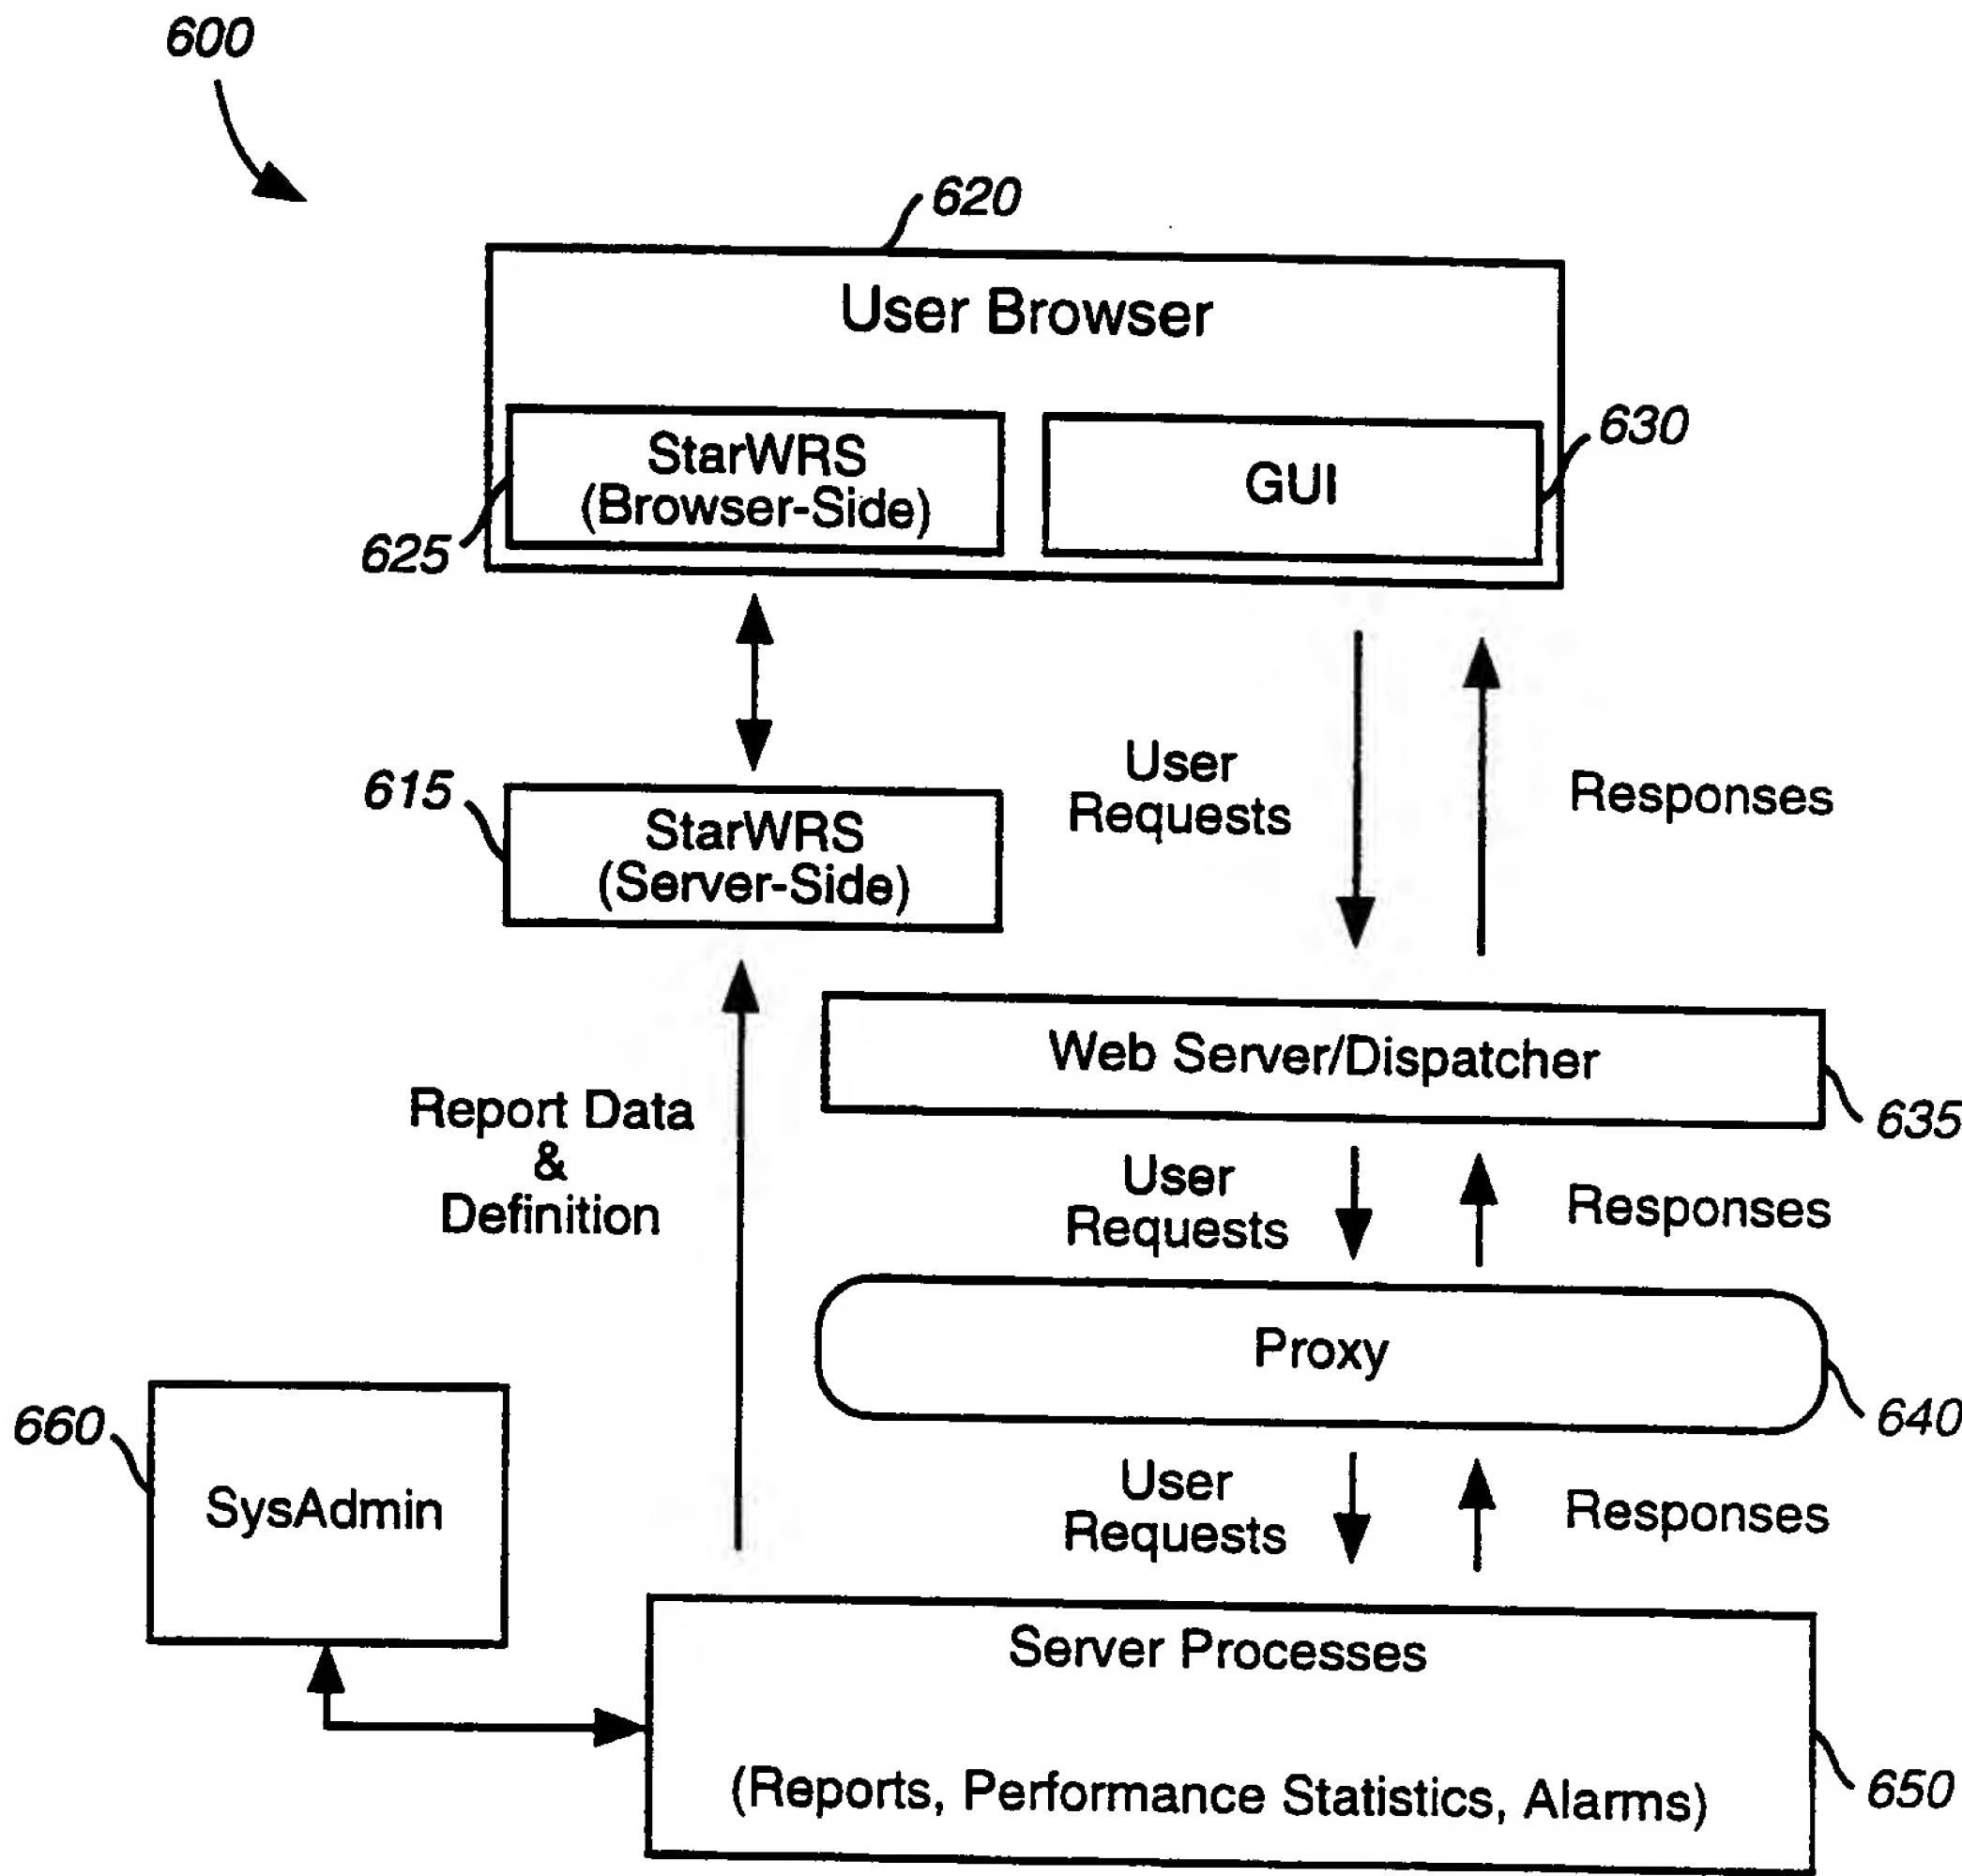 600
620
User Browser
StarWRS
(Browser-Side)
GUI
630
625
615
StarWRS
(Server-Side)
User
Requests
Responses
Web Server/Dispatcher
635
Report Data
&
Definition
User
Requests
Responses
Proxy
640
660
SysAdmin
User
Requests
Responses
Server Processes
(Reports, Performance Statistics, Alarms)
650